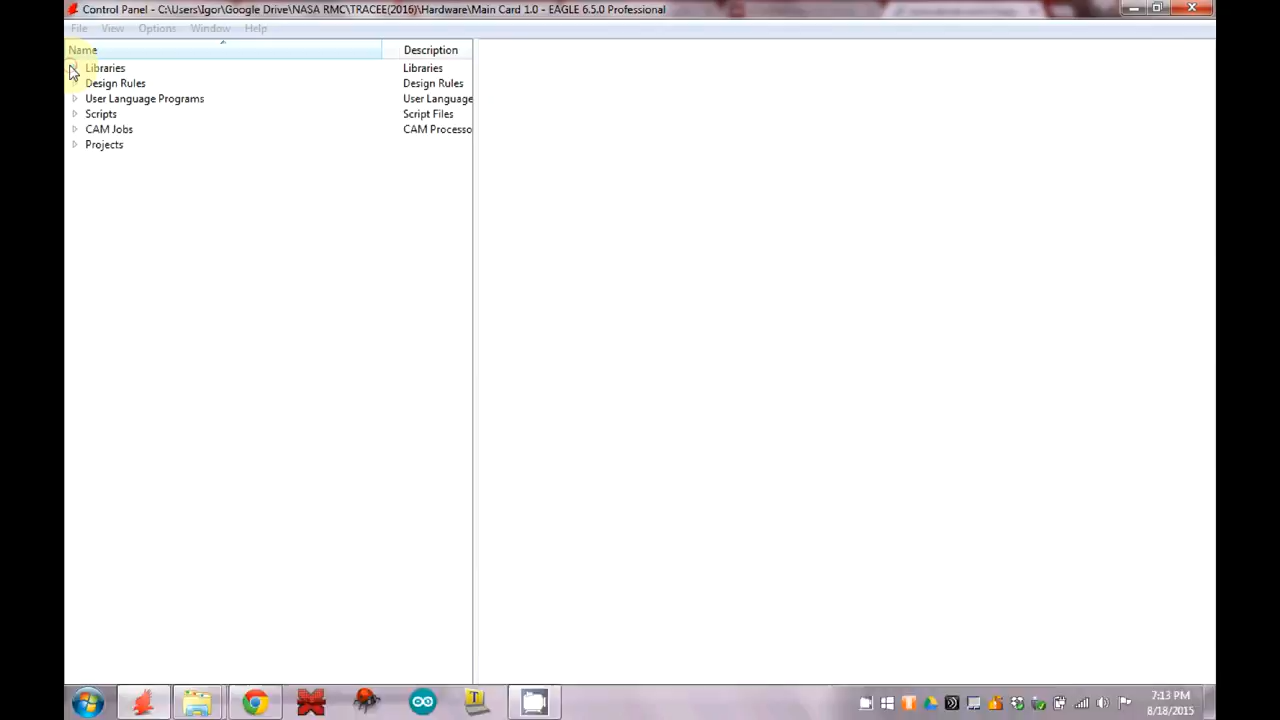 Control Panel - C:\Users\Igor\Google Drive\NASA RMC\TRACEE(2016)\Hardware\Main Card 1.0 - EAGLE 6.5.0 Professional
File View Options Window Help
Name Description
Libraries Libraries
Design Rules Design Rules
User Language Programs User Language
Scripts Script Files
CAM Jobs CAM Processo
Projects
7:13 PM
8/18/2015